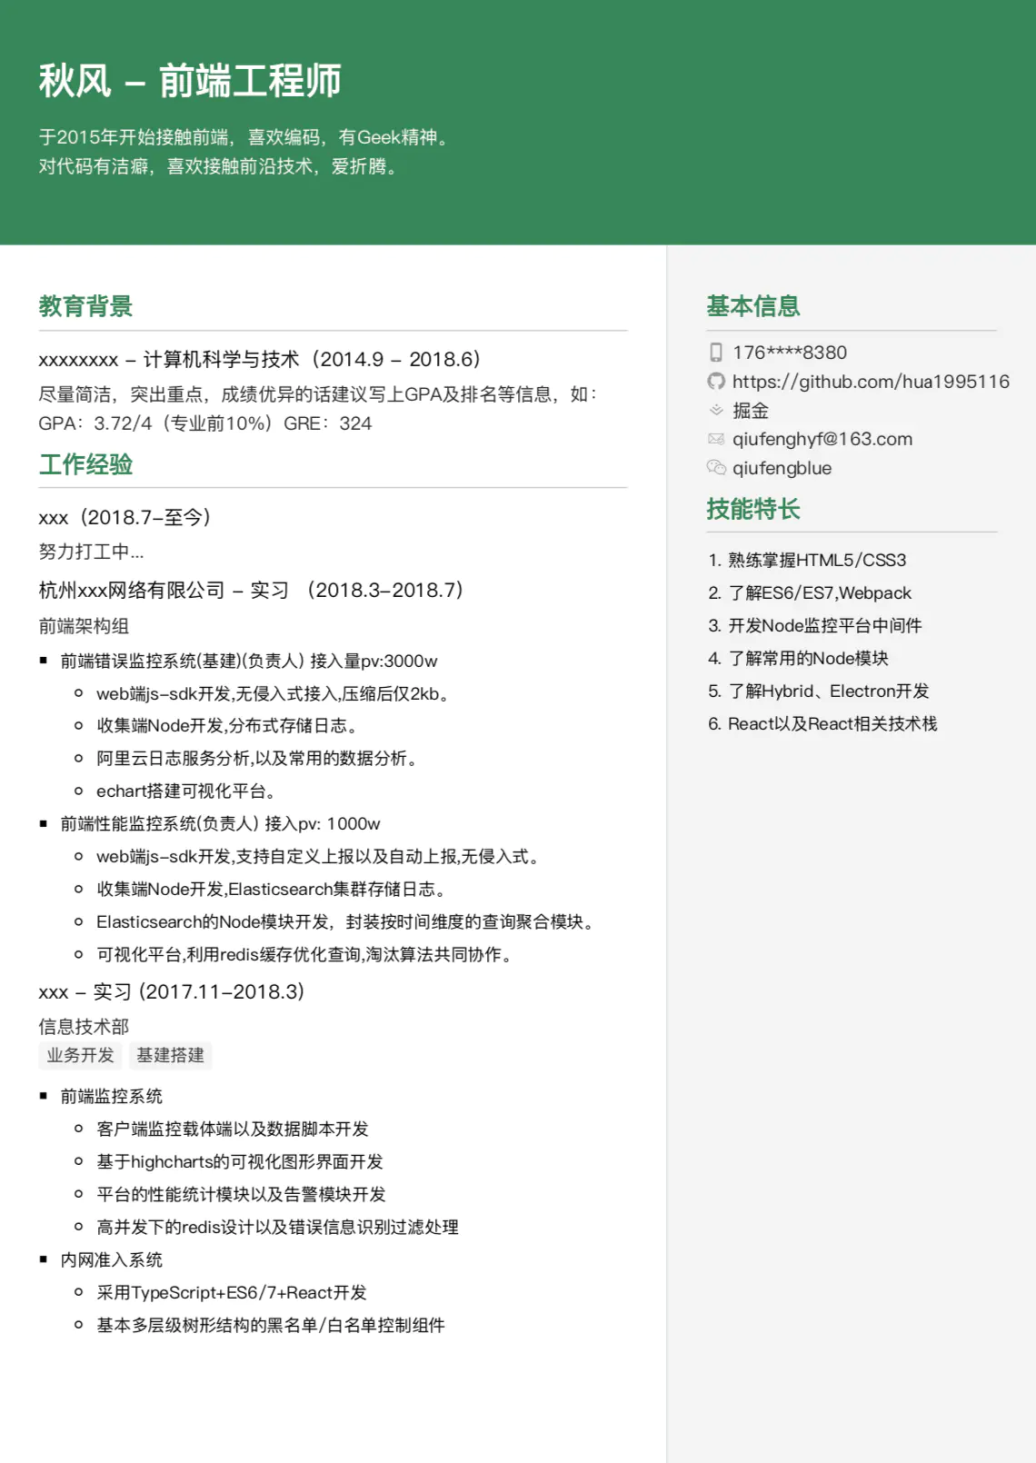 秋风 – 前端工程师
于2015年开始接触前端，喜欢编码，有Geek精神。
对代码有洁癖，喜欢接触前沿技术，爱折腾。
教育背景
xxxxxxxx – 计算机科学与技术（2014.9 – 2018.6）
尽量简洁，突出重点，成绩优异的话建议写上GPA及排名等信息，如：
GPA：3.72/4（专业前10%）GRE：324
工作经验
xxx（2018.7–至今）
努力打工中...
杭州xxx网络有限公司 – 实习 （2018.3–2018.7）
前端架构组
▪ 前端错误监控系统(基建)(负责人) 接入量pv:3000w
○ web端js–sdk开发,无侵入式接入,压缩后仅2kb。
○ 收集端Node开发,分布式存储日志。
○ 阿里云日志服务分析,以及常用的数据分析。
○ echart搭建可视化平台。
▪ 前端性能监控系统(负责人) 接入pv: 1000w
○ web端js–sdk开发,支持自定义上报以及自动上报,无侵入式。
○ 收集端Node开发,Elasticsearch集群存储日志。
○ Elasticsearch的Node模块开发，封装按时间维度的查询聚合模块。
○ 可视化平台,利用redis缓存优化查询,淘汰算法共同协作。
xxx – 实习 (2017.11–2018.3)
信息技术部
业务开发 基建搭建
▪ 前端监控系统
○ 客户端监控载体端以及数据脚本开发
○ 基于highcharts的可视化图形界面开发
○ 平台的性能统计模块以及告警模块开发
○ 高并发下的redis设计以及错误信息识别过滤处理
▪ 内网准入系统
○ 采用TypeScript+ES6/7+React开发
○ 基本多层级树形结构的黑名单/白名单控制组件
基本信息
176****8380
https://github.com/hua1995116
掘金
qiufenghyf@163.com
qiufengblue
技能特长
1. 熟练掌握HTML5/CSS3
2. 了解ES6/ES7,Webpack
3. 开发Node监控平台中间件
4. 了解常用的Node模块
5. 了解Hybrid、Electron开发
6. React以及React相关技术栈